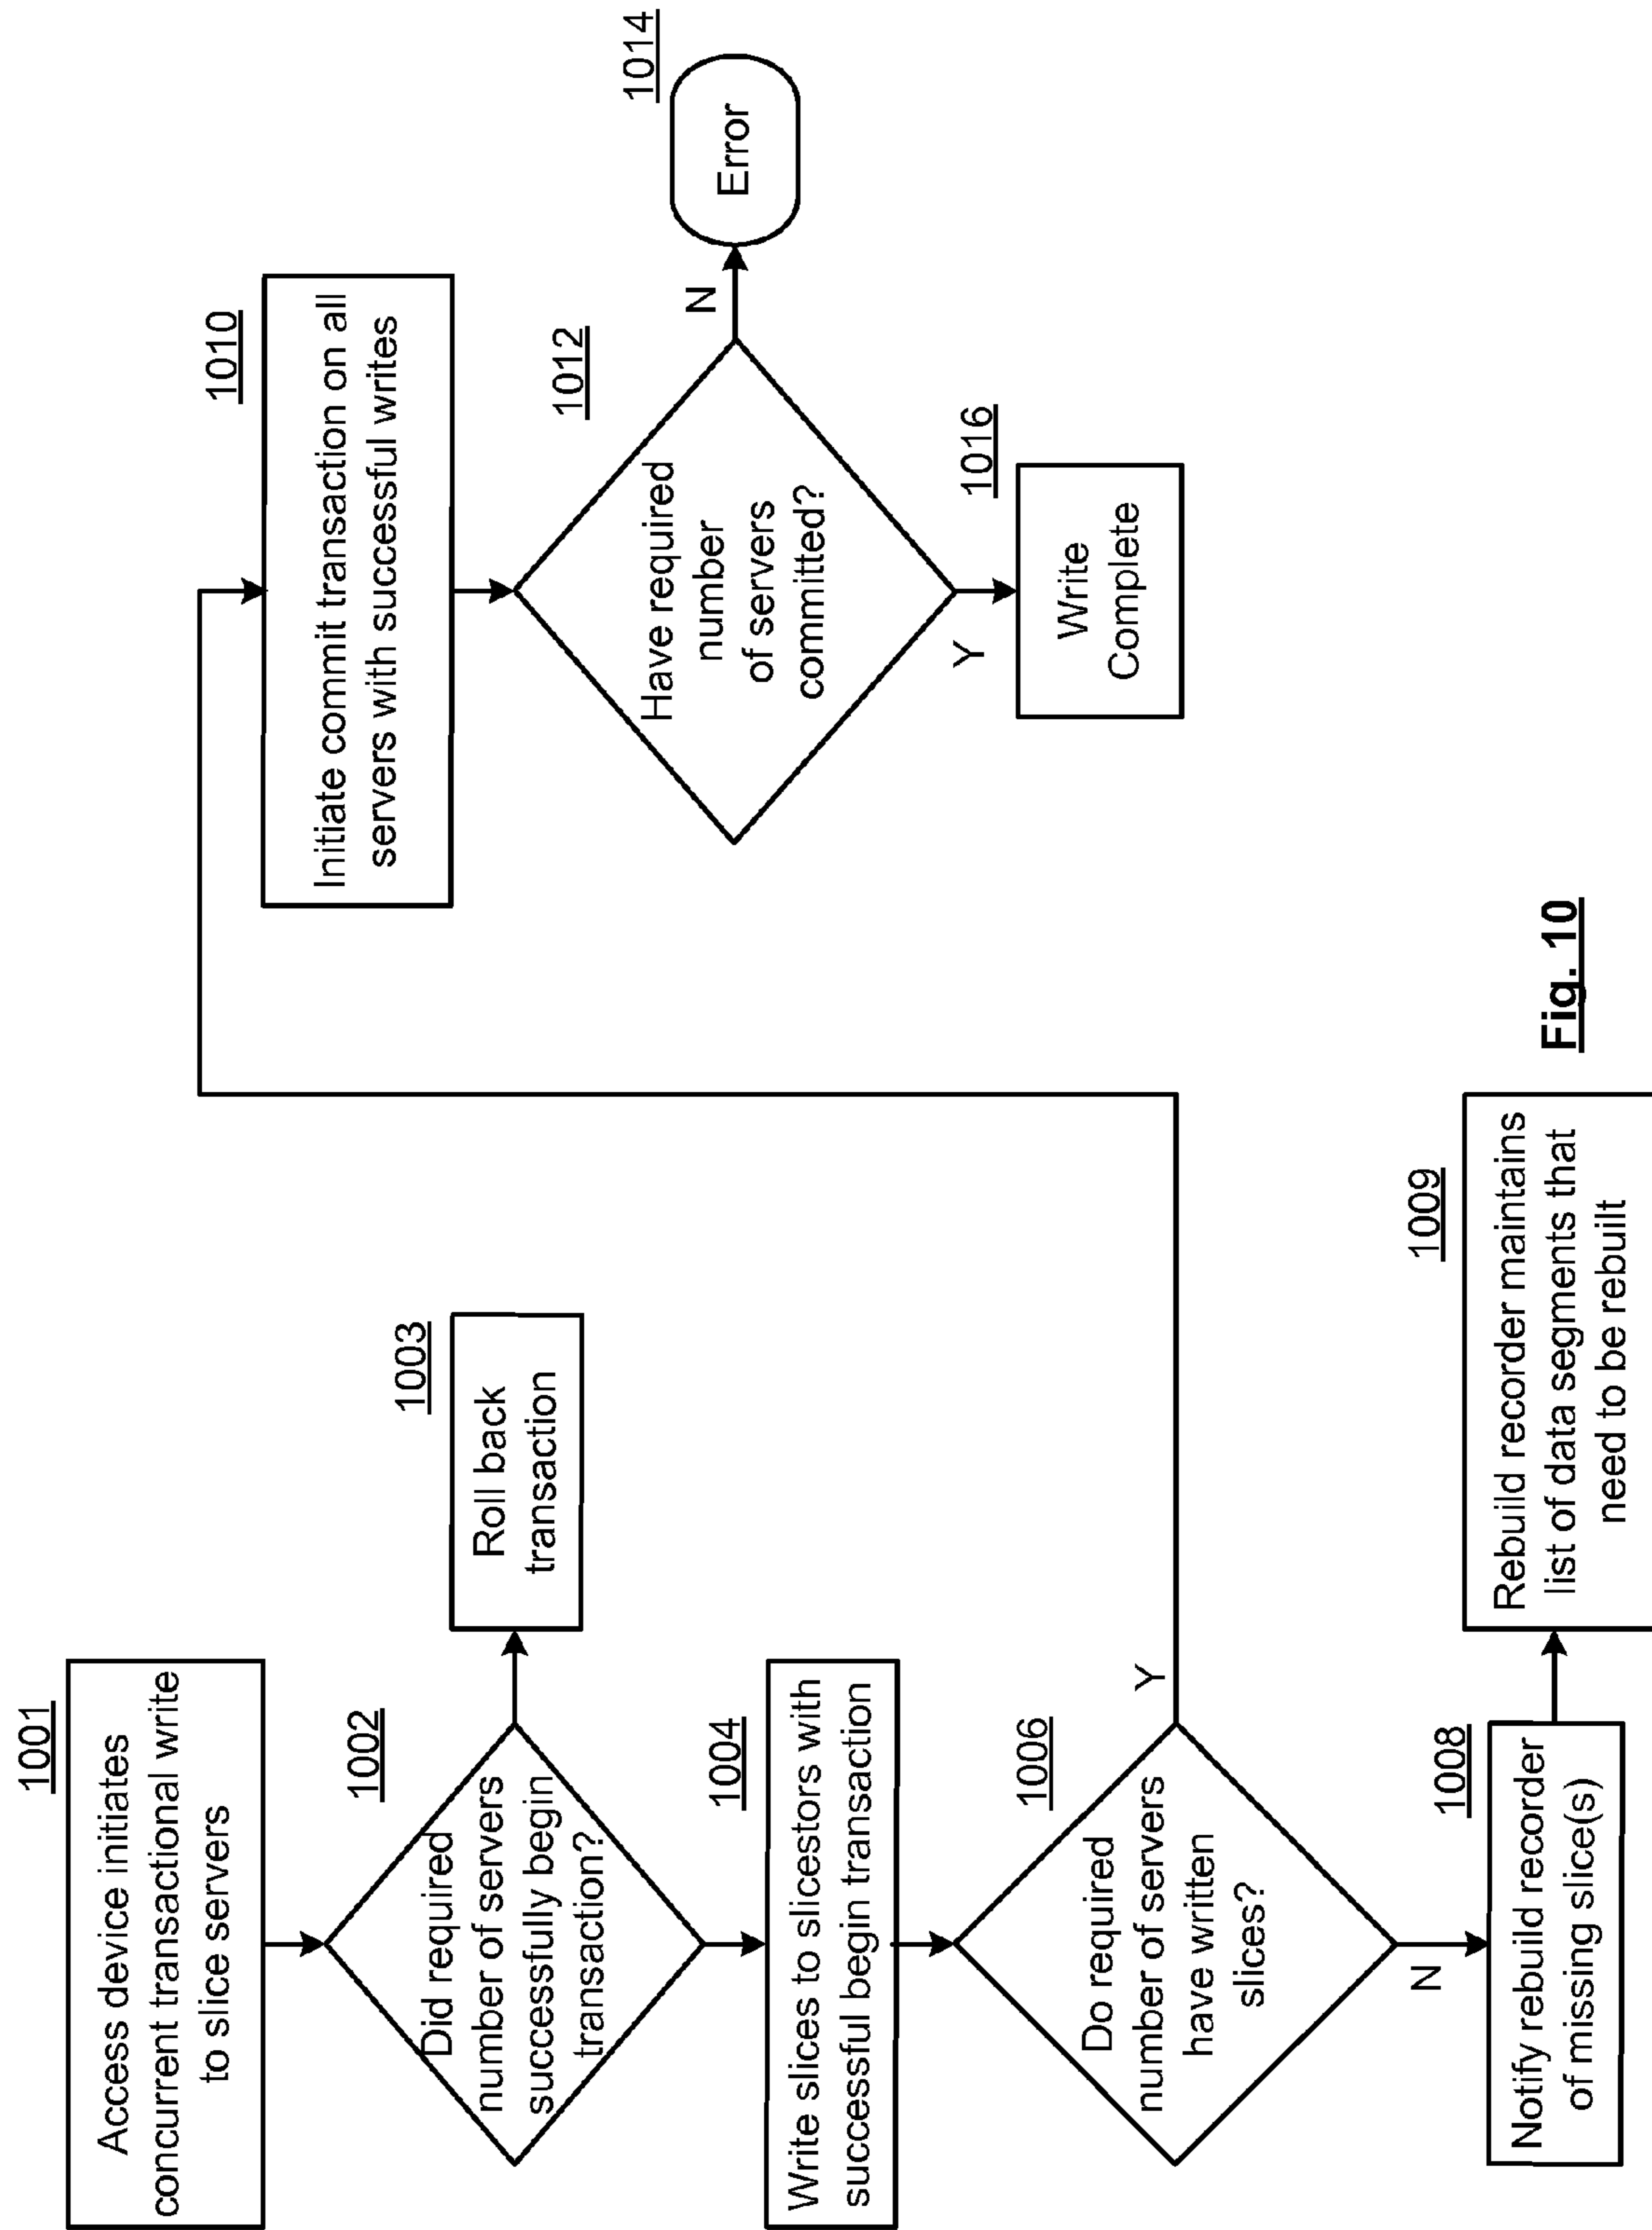 1001
Access device initiates
concurrent transactional write
to slice servers
1002
Did required
number of servers
successfully begin
transaction?
1003
Roll back
transaction
1004
Write slices to slicestors with
successful begin transaction
1006
Do required
number of servers
have written
slices?
Y
N
1008
Notify rebuild recorder
of missing slice(s)
1009
Rebuild recorder maintains
list of data segments that
need to be rebuilt
1010
Initiate commit transaction on all
servers with successful writes
1012
Have required
number
of servers
committed?
N
1014
Error
Y
1016
Write
Complete
Fig. 10